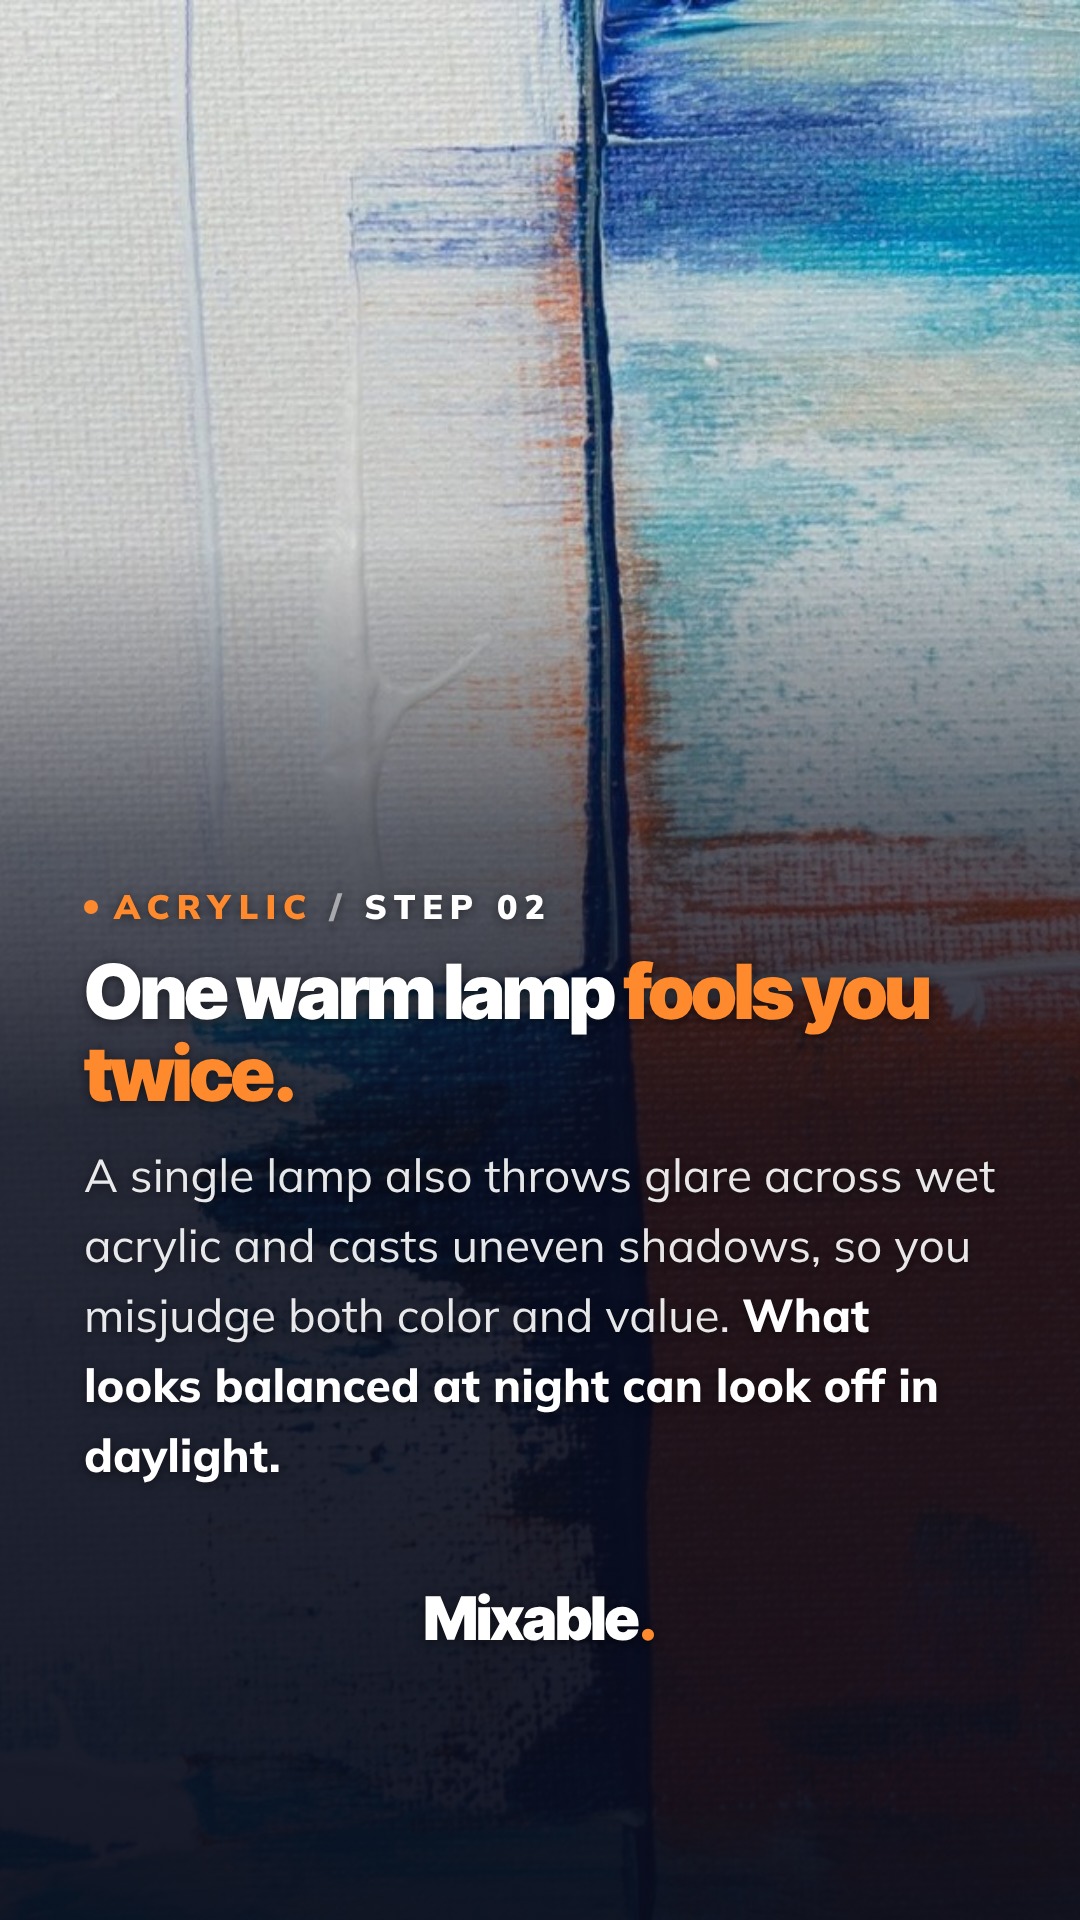 • ACRYLIC / STEP 02
One warm lamp fools you
twice.
A single lamp also throws glare across wet
acrylic and casts uneven shadows, so you
misjudge both color and value. What
looks balanced at night can look off in
daylight.
Mixable.